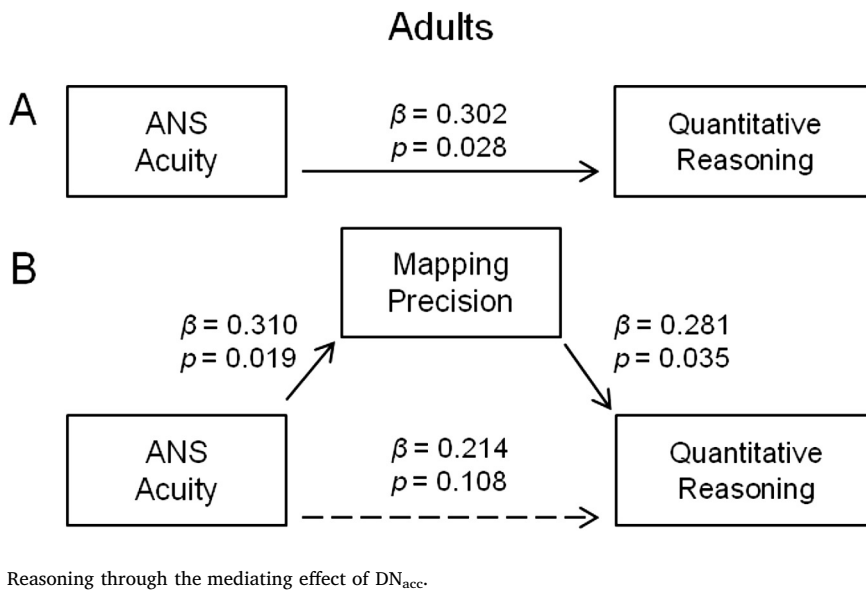 Adults
A
ANS
Acuity
β = 0.302
p = 0.028
Quantitative
Reasoning
B
Mapping
Precision
β = 0.310
p = 0.019
β = 0.281
p = 0.035
ANS
Acuity
β = 0.214
p = 0.108
Quantitative
Reasoning
Reasoning through the mediating effect of DNacc.